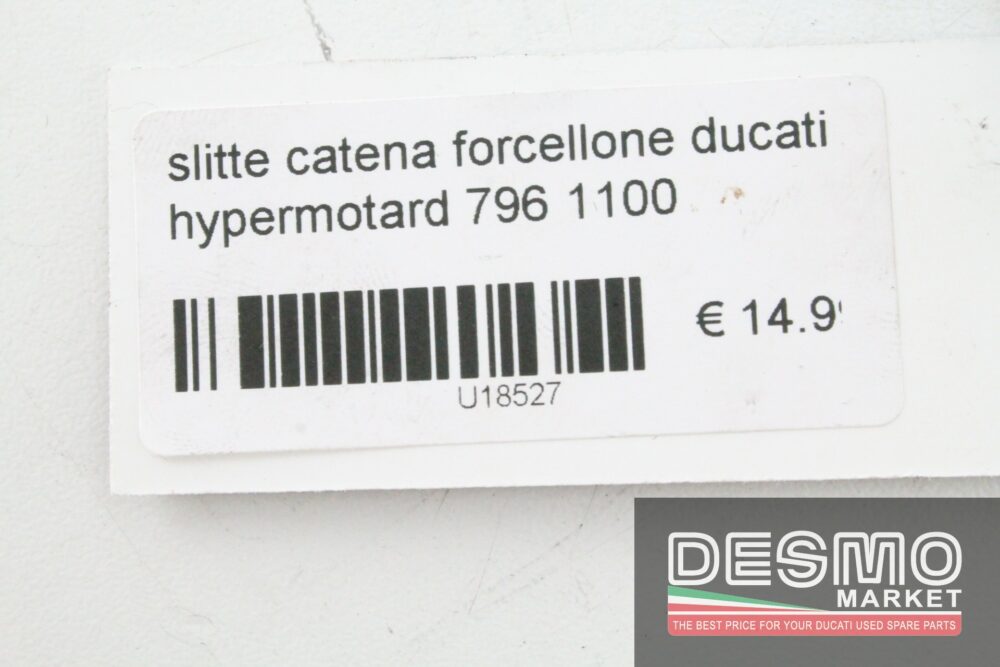 slitte catena forcellone ducati
hypermotard 796 1100
€ 14.9
U18527
DESMO
MARKET
THE BEST PRICE FOR YOUR DUCATI USED SPARE PARTS